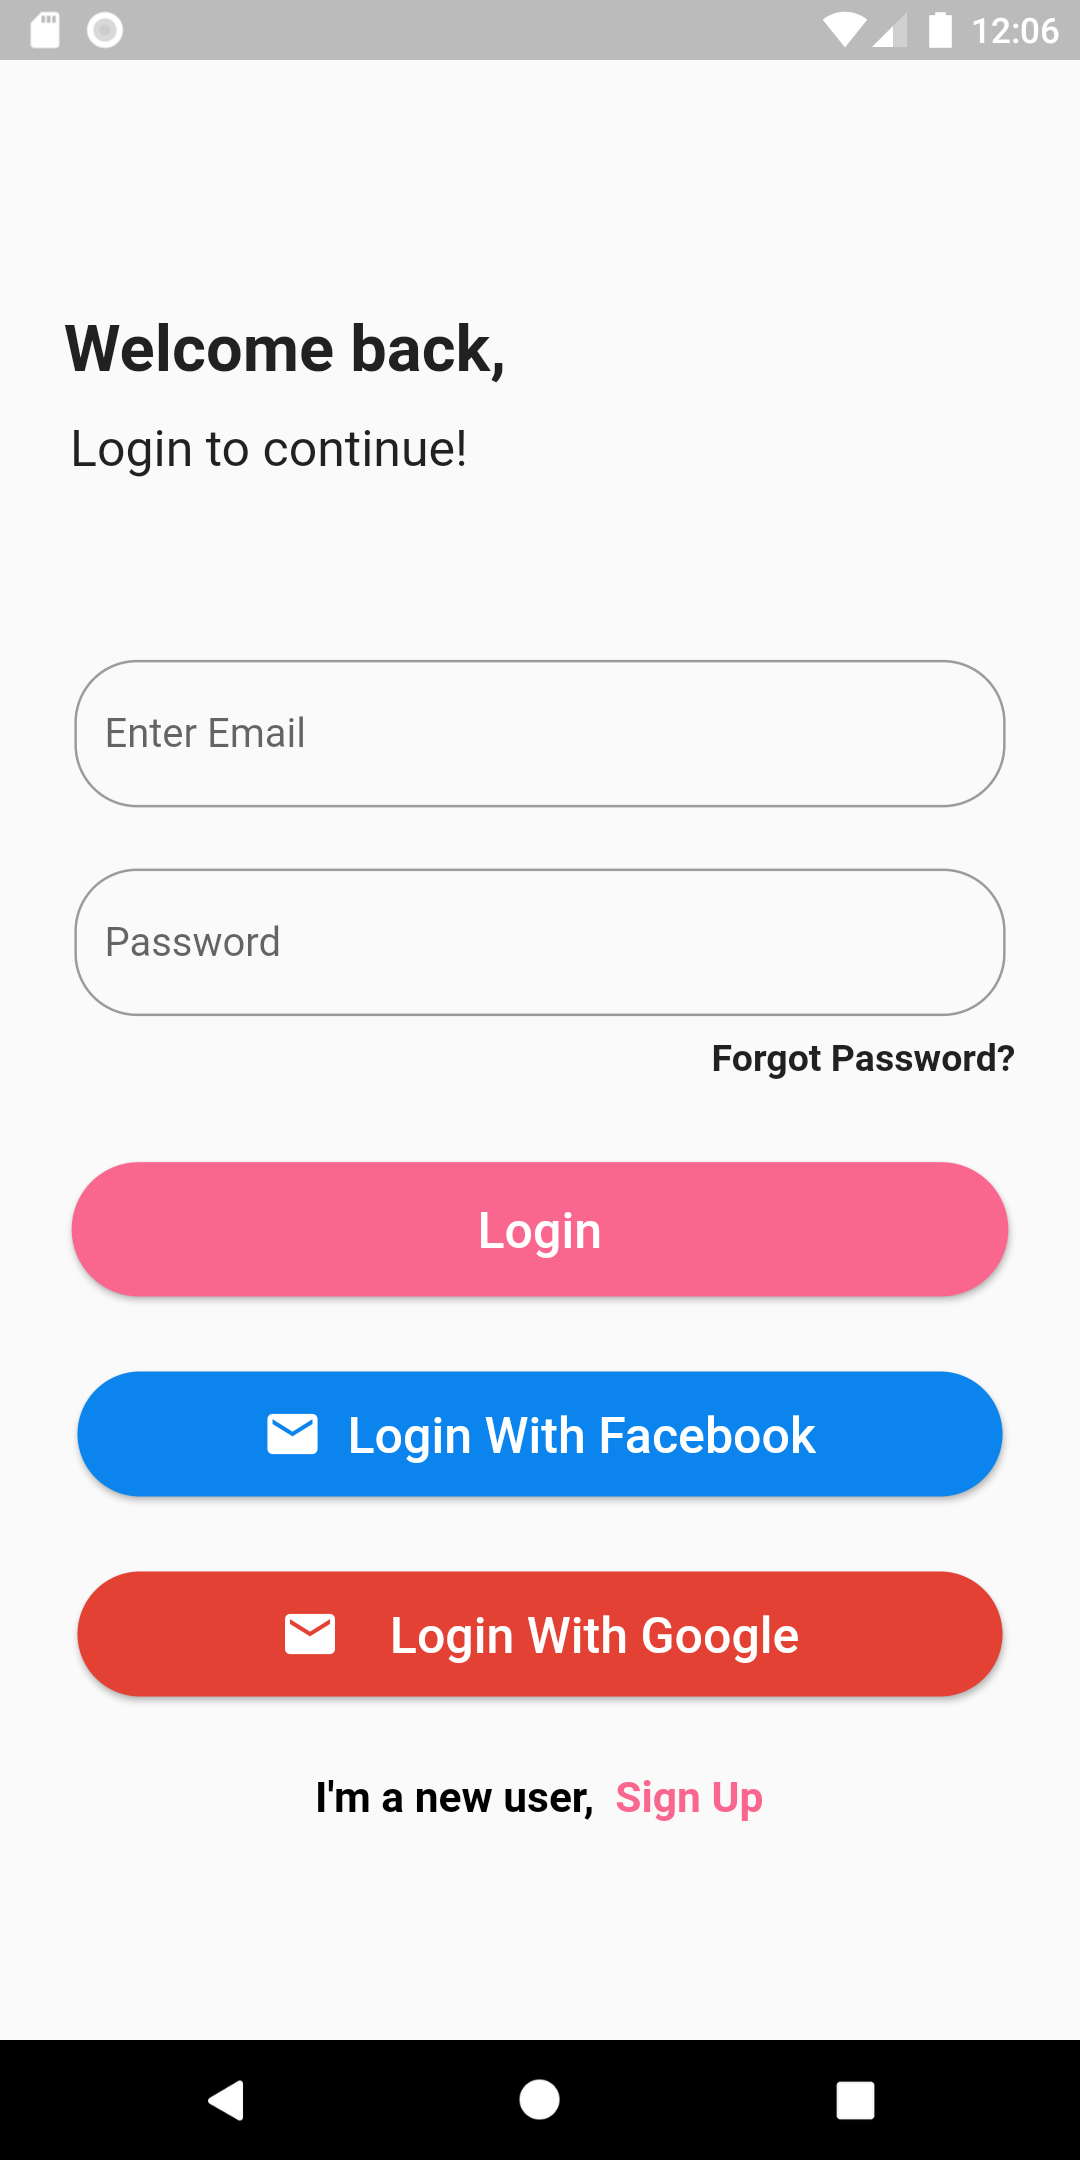 12:06
Welcome back,
Login to continue!
Enter Email
Password
Forgot Password?
Login
Login With Facebook
Login With Google
I'm a new user, Sign Up